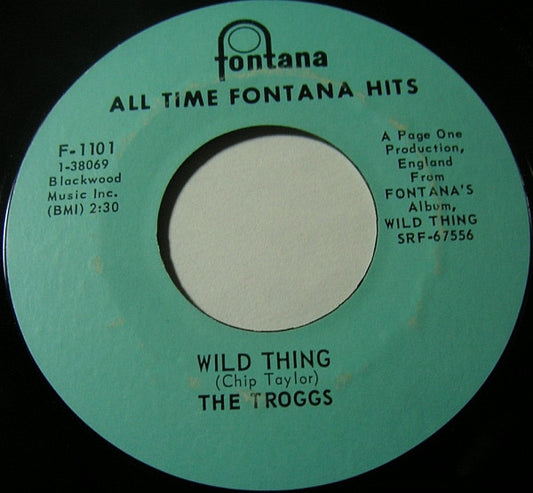 fontana
ALL TIME FONTANA HITS
F-1101
1-38069
Blackwood
Music Inc.
(BMI) 2:30
A Page One
Production,
England
From
FONTANA'S
Album,
WILD THING
SRF-67556
WILD THING
(Chip Taylor)
THE TROGGS